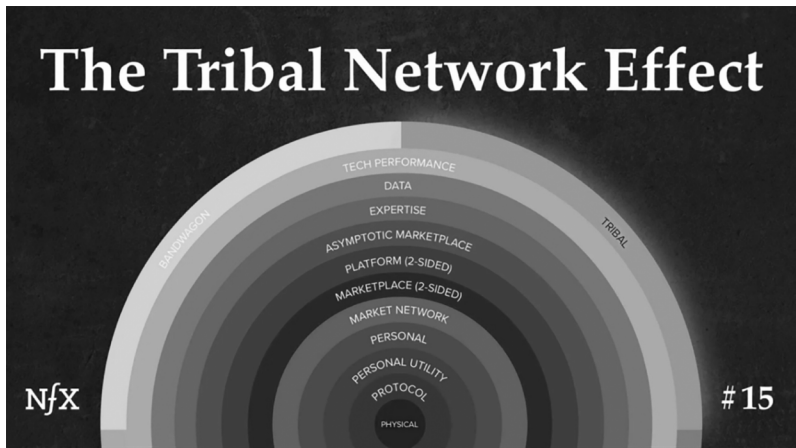 The Tribal Network Effect
TECH PERFORMANCE
DATA
EXPERTISE
BANDWAGON
TRIBAL
ASYMPTOTIC MARKETPLACE
PLATFORM (2-SIDED)
MARKETPLACE (2-SIDED)
MARKET NETWORK
PERSONAL
PERSONAL UTILITY
PROTOCOL
PHYSICAL
NfX
#15